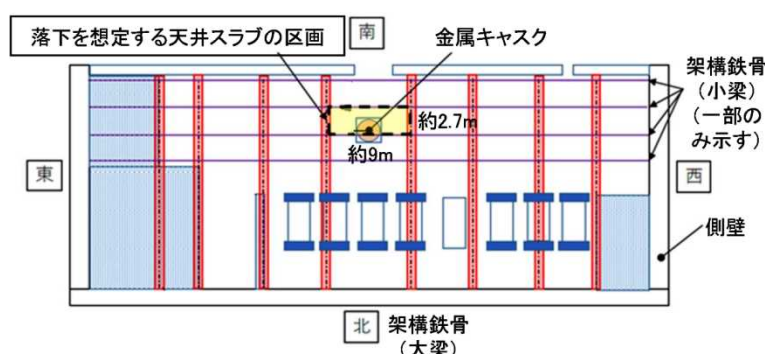 落下を想定する天井スラブの区画
南
金属キャスク
架構鉄骨
(小梁)
(一部の
み示す)
約2.7m
約9m
東
西
側壁
北
架構鉄骨
(大梁)